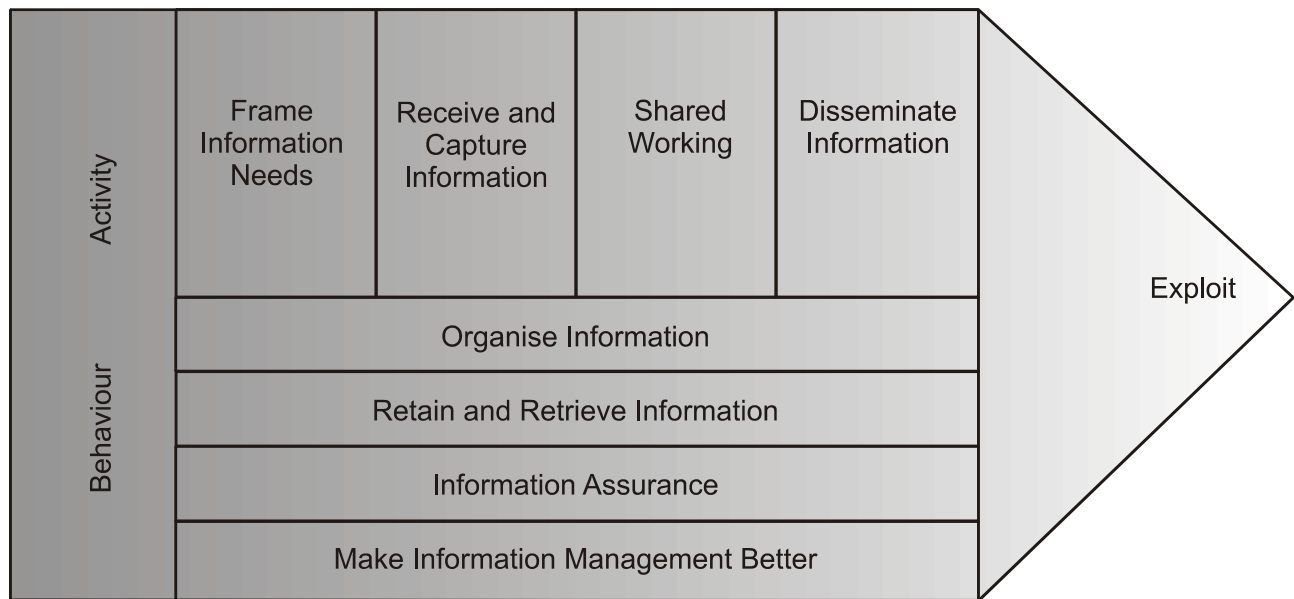 Activity
Frame
Information
Needs
Receive and
Capture
Information
Shared
Working
Disseminate
Information
Exploit
Behaviour
Organise Information
Retain and Retrieve Information
Information Assurance
Make Information Management Better